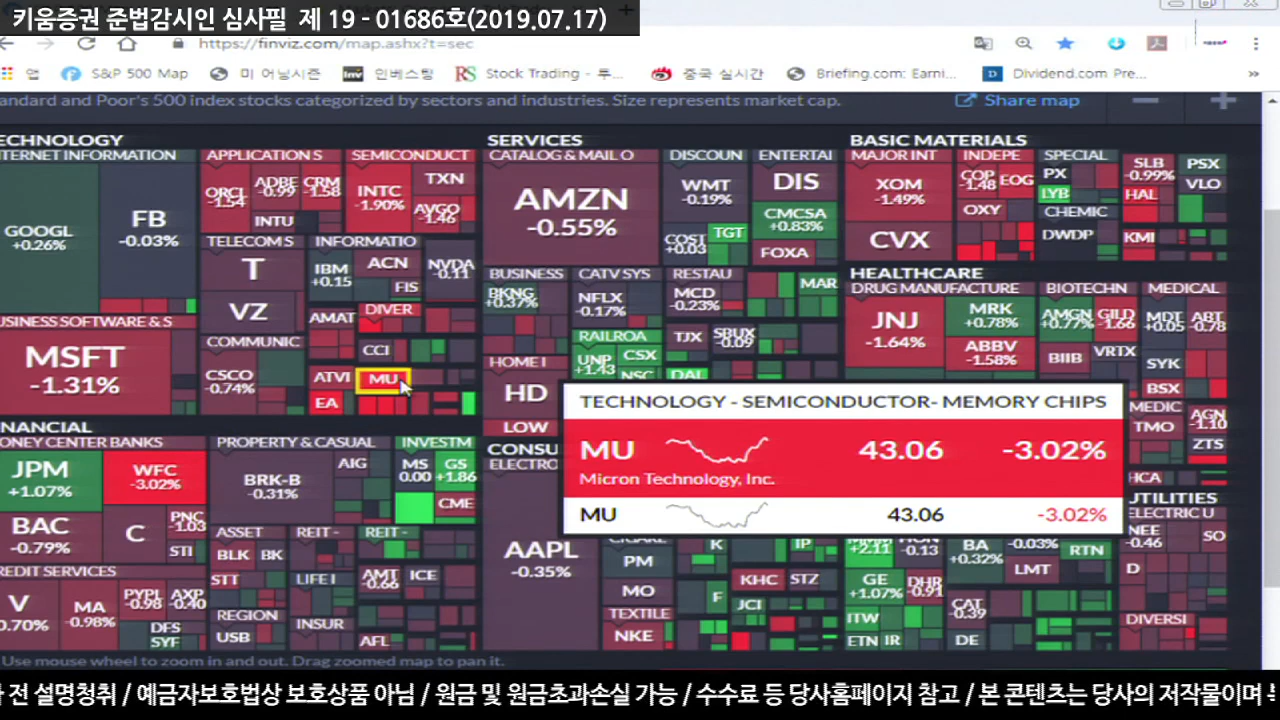 키움증권 준법감시인 심사필 제 19 - 01686호(2019.07.17)
https://finviz.com/map.ashx?t=sec
앱 S&P 500 Map 미 어닝시즌 인베스팅 Stock Trading - 투... 중국 실시간 Briefing.com: Earni... Dividend.com Pre... »
andard and Poor's 500 index stocks categorized by sectors and industries. Size represents market cap. Share map
ECHNOLOGY
TERNET INFORMATION
GOOGL
+0.26%
FB
-0.03%
APPLICATION S
ORCL
-1.54
ADBE
-0.99
CRM
-1.58
INTU
SEMICONDUCT
INTC
-1.90%
TXN
AVGO
-1.46
TELECOM S
T
VZ
INFORMATIO
IBM
+0.15
ACN
FIS
NVDA
-0.11
DIVER
AMAT
USINESS SOFTWARE & S
MSFT
-1.31%
COMMUNIC
CSCO
-0.74%
CCI
ATVI
MU
EA
SERVICES
CATALOG & MAIL O
AMZN
-0.55%
DISCOUN
WMT
-0.19%
COST
+0.03
TGT
ENTERTAI
DIS
CMCSA
+0.83%
FOXA
BUSINESS
BKNG
+0.37%
CATV SYS
NFLX
-0.17%
RESTAU
MCD
-0.23%
MAR
RAILROA
UNP
+1.43
CSX
NSC
TJX
SBUX
-0.09
DAL
HOME I
HD
LOW
BASIC MATERIALS
MAJOR INT
XOM
-1.49%
CVX
INDEPE
COP
-1.48
EOG
OXY
SPECIAL
PX
LYB
CHEMIC
DWDP
SLB
-0.99%
PSX
VLO
HAL
KMI
HEALTHCARE
DRUG MANUFACTURE
JNJ
-1.64%
MRK
+0.78%
ABBV
-1.58%
BIOTECHN
AMGN
+0.77%
GILD
-1.66
BIIB
VRTX
MEDICAL
MDT
+0.05
ABT
-0.78
SYK
BSX
MEDIC
TMO
AGN
-1.10
ZTS
HCA
TECHNOLOGY - SEMICONDUCTOR- MEMORY CHIPS
MU 43.06 -3.02%
Micron Technology, Inc.
MU 43.06 -3.02%
NANCIAL
ONEY CENTER BANKS
JPM
+1.07%
WFC
-3.02%
BAC
-0.79%
C
PNC
-1.03
STI
PROPERTY & CASUAL
BRK-B
-0.31%
AIG
INVESTM
MS
0.00
GS
+1.86
CME
ASSET
BLK
BK
REIT -
REIT -
STT
LIFE I
AMT
-0.66
ICE
REDIT SERVICES
V
0.70%
MA
-0.98%
PYPL
-0.98
AXP
-0.40
DFS
SYF
REGION
USB
INSUR
AFL
CONSU
ELECTRO
AAPL
-0.35%
PM
MO
TEXTILE
NKE
K
F
KHC
STZ
JCI
IP
+2.11
-0.13
GE
+1.07%
DHR
-0.91
ITW
ETN
IR
BA
+0.32%
-0.03%
LMT
RTN
CAT
-0.39
DE
UTILITIES
ELECTRIC U
NEE
-0.46
SO
D
DIVERSI
Use mouse wheel to zoom in and out. Drag zoomed map to pan it.
전 설명청취 / 예금자보호법상 보호상품 아님 / 원금 및 원금초과손실 가능 / 수수료 등 당사홈페이지 참고 / 본 콘텐츠는 당사의 저작물이며